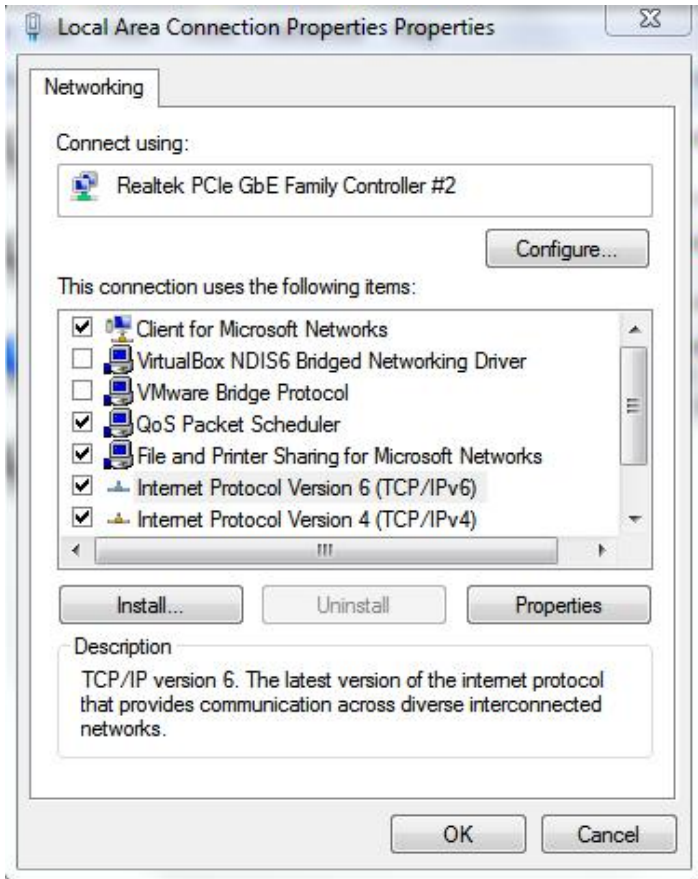 Local Area Connection Properties Properties
Networking
Connect using:
Realtek PCIe GbE Family Controller #2
Configure...
This connection uses the following items:
Client for Microsoft Networks
VirtualBox NDIS6 Bridged Networking Driver
VMware Bridge Protocol
QoS Packet Scheduler
File and Printer Sharing for Microsoft Networks
Internet Protocol Version 6 (TCP/IPv6)
Internet Protocol Version 4 (TCP/IPv4)
Install... Uninstall Properties
Description
TCP/IP version 6. The latest version of the internet protocol
that provides communication across diverse interconnected
networks.
OK Cancel